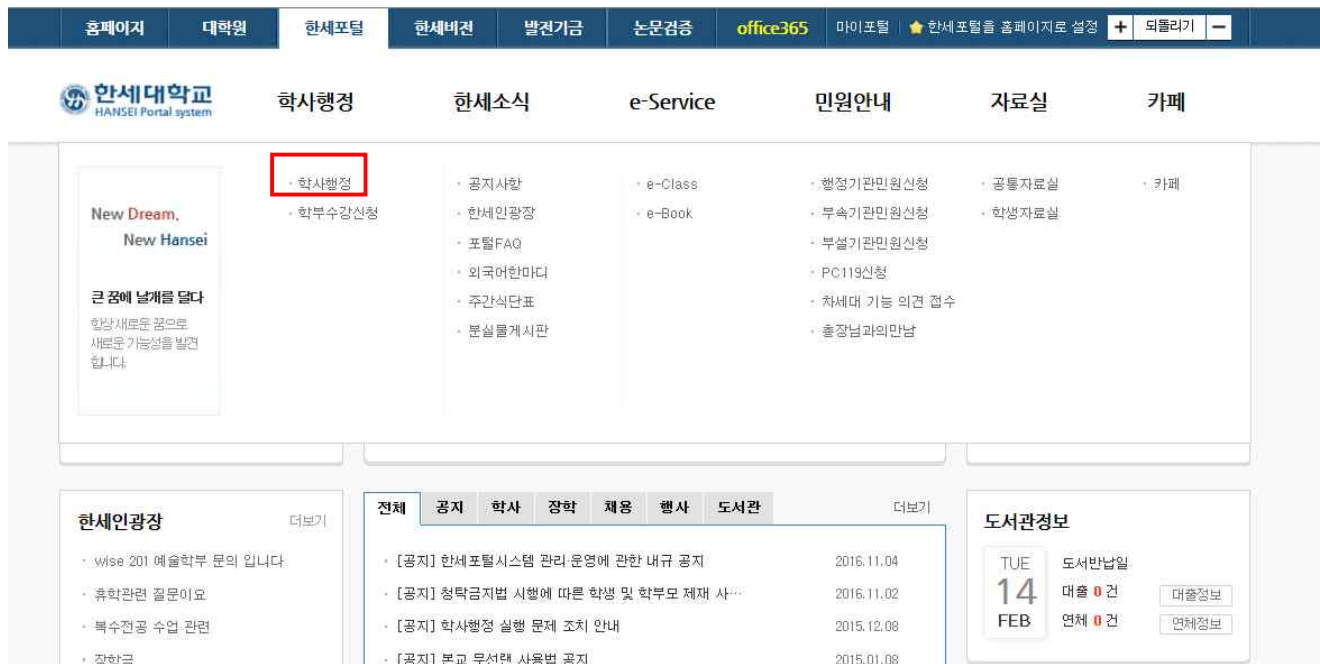 홈페이지 대학원 한세포털 한세비전 발전기금 논문검증 office365 마이포털 한세포털을 홈페이지로 설정 + 되돌리기 −
한세대학교
HANSEI Portal system
학사행정 한세소식 e-Service 민원안내 자료실 카페
· 학사행정 · 공지사항 · e-Class · 행정기관민원신청 · 공통자료실 · 카페
· 학부수강신청 · 한세인광장 · e-Book · 부속기관민원신청 · 학생자료실
· 포털FAQ · 부설기관민원신청
· 외국어한마디 · PC119신청
· 주간식단표 · 차세대 기능 의견 접수
· 분실물게시판 · 총장님과의만남
New Dream,
New Hansei
큰 꿈에 날개를 달다
항상 새로운 꿈으로
새로운 가능성을 발견
합니다.
한세인광장 더보기
· wise 201 예술학부 문의 입니다
· 휴학관련 질문이요
· 복수전공 수업 관련
· 장학금
전체 공지 학사 장학 채용 행사 도서관 더보기
· [공지] 한세포털시스템 관리·운영에 관한 내규 공지 2016.11.04
· [공지] 청탁금지법 시행에 따른 학생 및 학부모 제재 사… 2016.11.02
· [공지] 학사행정 실행 문제 조치 안내 2015.12.08
· [공지] 본교 무선랜 사용법 공지 2015.01.08
도서관정보
TUE
14
FEB
도서반납일
대출 0 건 대출정보
연체 0 건 연체정보